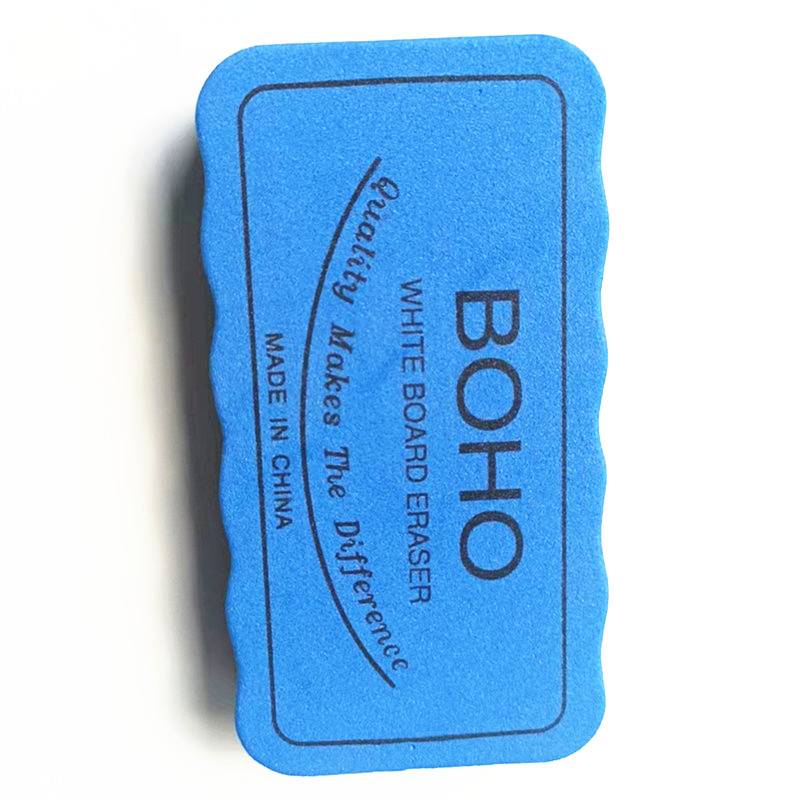 BOHO
WHITE BOARD ERASER
Quality Makes The Difference
MADE IN CHINA